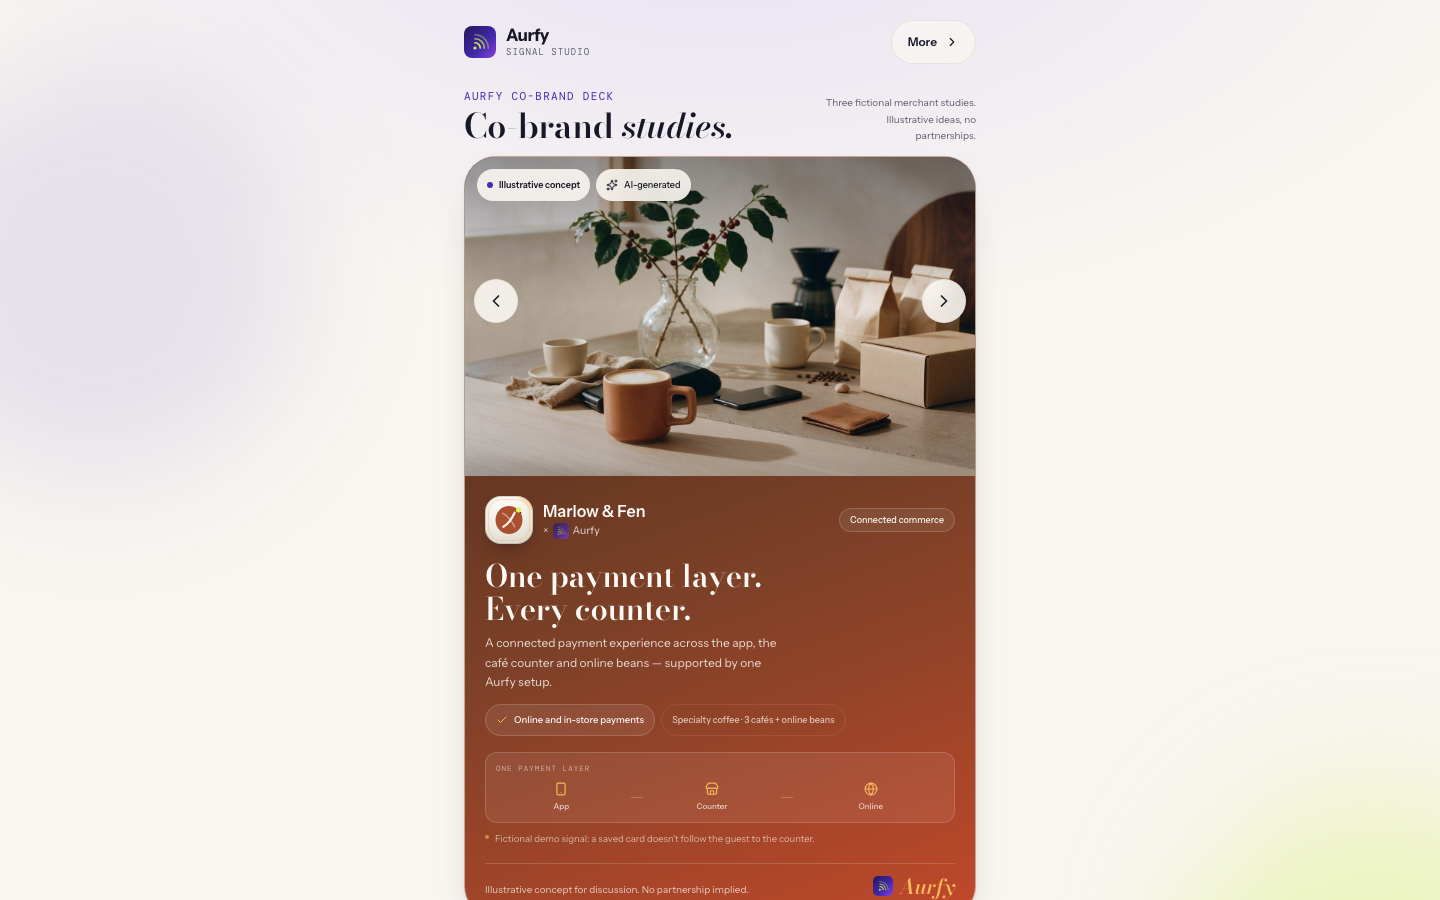 Aurfy
SIGNAL STUDIO
More
AURFY CO-BRAND DECK
Co-brand studies.
Three fictional merchant studies.
Illustrative ideas, no
partnerships.
Illustrative concept
AI-generated
Marlow & Fen
× Aurfy
Connected commerce
One payment layer.
Every counter.
A connected payment experience across the app, the
café counter and online beans — supported by one
Aurfy setup.
Online and in-store payments
Specialty coffee · 3 cafés + online beans
ONE PAYMENT LAYER
App
Counter
Online
Fictional demo signal: a saved card doesn't follow the guest to the counter.
Illustrative concept for discussion. No partnership implied.
Aurfy